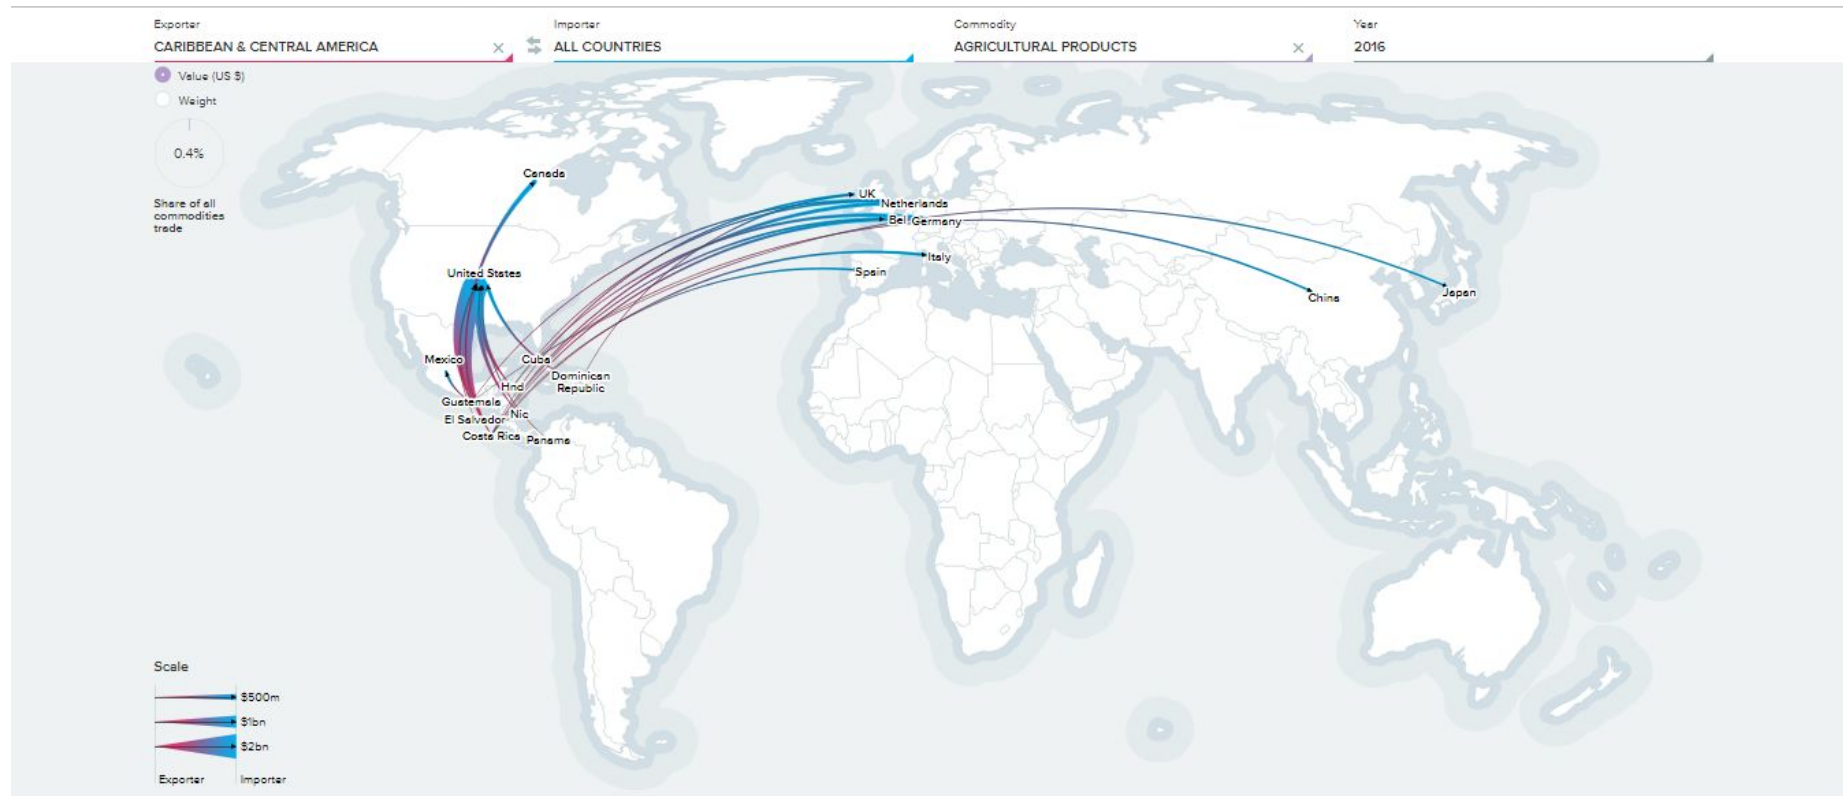 Exporter
CARIBBEAN & CENTRAL AMERICA
Importer
ALL COUNTRIES
Commodity
AGRICULTURAL PRODUCTS
Year
2016
Value (US $)
Weight
0.4%
Share of all
commodities
trade
Canada
UK
Netherlands
Bel
Germany
United States
Italy
Spain
China
Japan
Mexico
Cuba
Dominican
Republic
Hnd
Guatemala
Nic
El Salvador
Costa Rica
Panama
Scale
$500m
$1bn
$2bn
Exporter
Importer